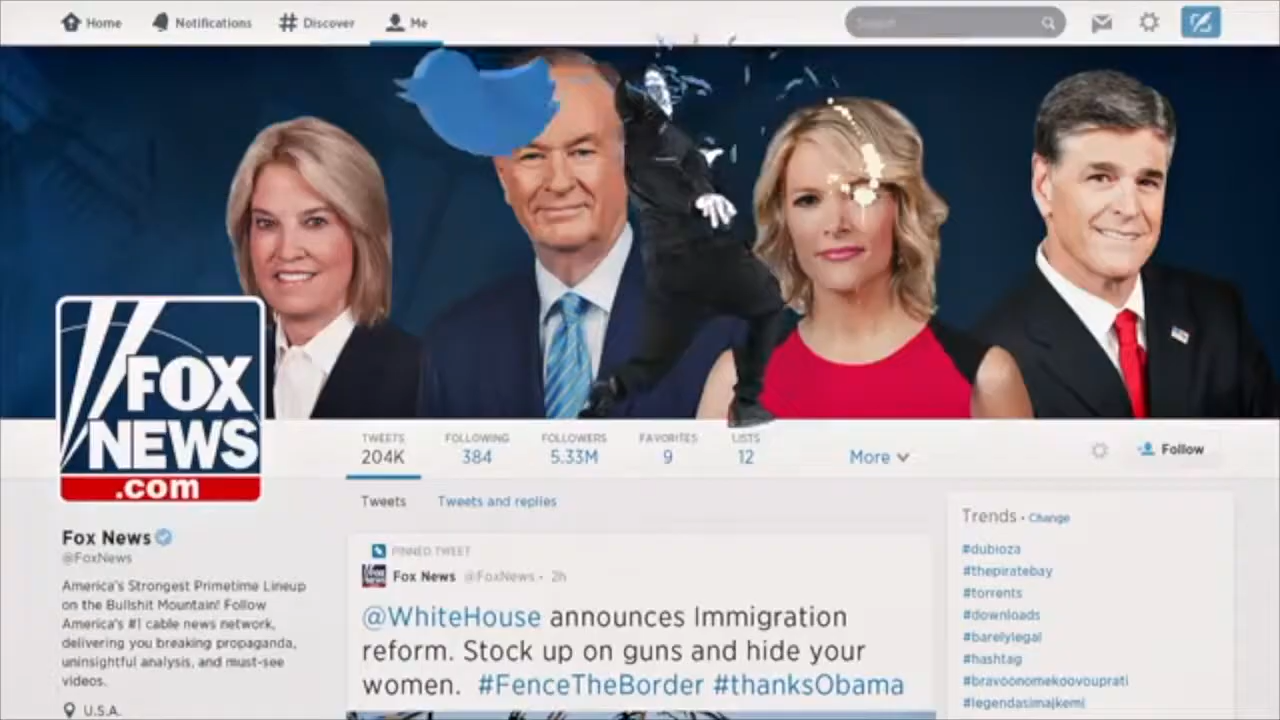 Home
Notifications
Discover
Me
Search
FOX
NEWS
.com
TWEETS
204K
FOLLOWING
384
FOLLOWERS
5.33M
FAVORITES
9
LISTS
12
More
Follow
Tweets
Tweets and replies
Fox News
@FoxNews
America's Strongest Primetime Lineup
on the Bullshit Mountain! Follow
America's #1 cable news network,
delivering you breaking propaganda,
uninsightful analysis, and must-see
videos.
U.S.A.
PINNED TWEET
Fox News @FoxNews · 2h
@WhiteHouse announces Immigration
reform. Stock up on guns and hide your
women. #FenceTheBorder #thanksObama
Trends · Change
#dubioza
#thepiratebay
#torrents
#downloads
#barelylegal
#hashtag
#bravoonomekoovouprati
#legendasimajkemi